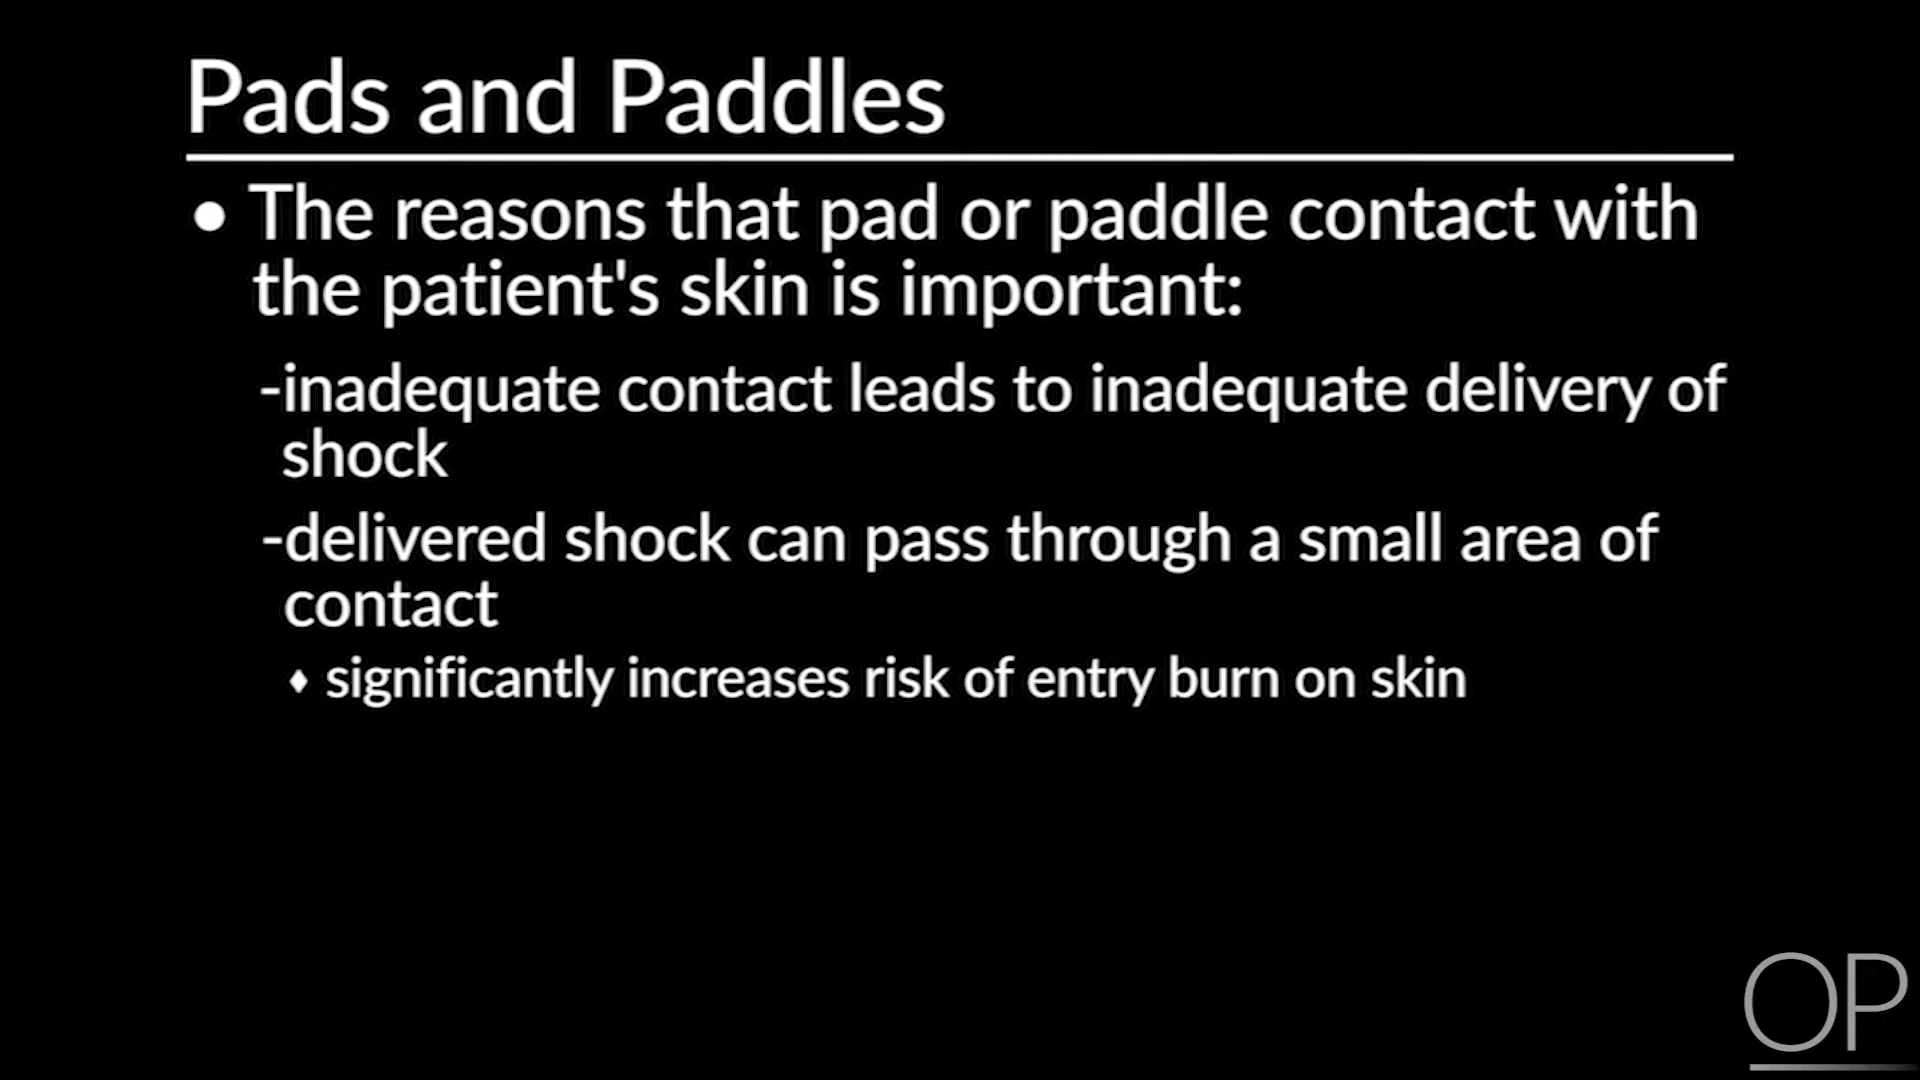 Pads and Paddles
● The reasons that pad or paddle contact with
the patient's skin is important:
-inadequate contact leads to inadequate delivery of
shock
-delivered shock can pass through a small area of
contact
♦ significantly increases risk of entry burn on skin
OP